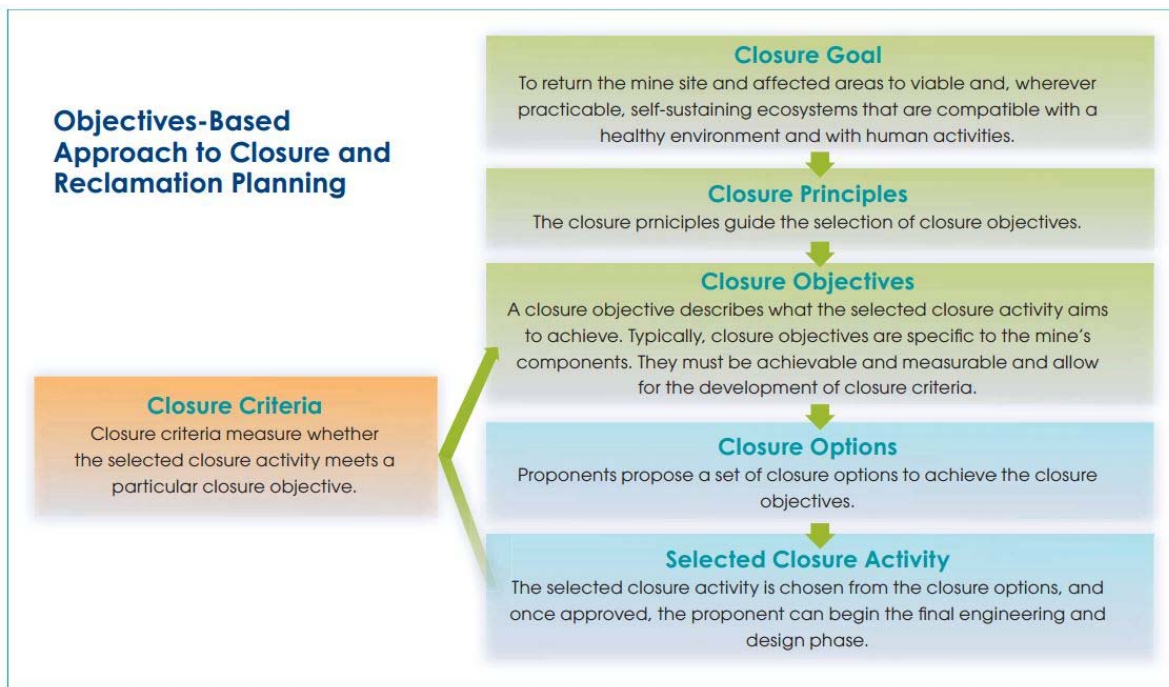 Objectives-Based
Approach to Closure and
Reclamation Planning
Closure Goal
To return the mine site and affected areas to viable and, wherever
practicable, self-sustaining ecosystems that are compatible with a
healthy environment and with human activities.
Closure Principles
The closure prniciples guide the selection of closure objectives.
Closure Objectives
A closure objective describes what the selected closure activity aims
to achieve. Typically, closure objectives are specific to the mine's
components. They must be achievable and measurable and allow
for the development of closure criteria.
Closure Criteria
Closure criteria measure whether
the selected closure activity meets a
particular closure objective.
Closure Options
Proponents propose a set of closure options to achieve the closure
objectives.
Selected Closure Activity
The selected closure activity is chosen from the closure options, and
once approved, the proponent can begin the final engineering and
design phase.